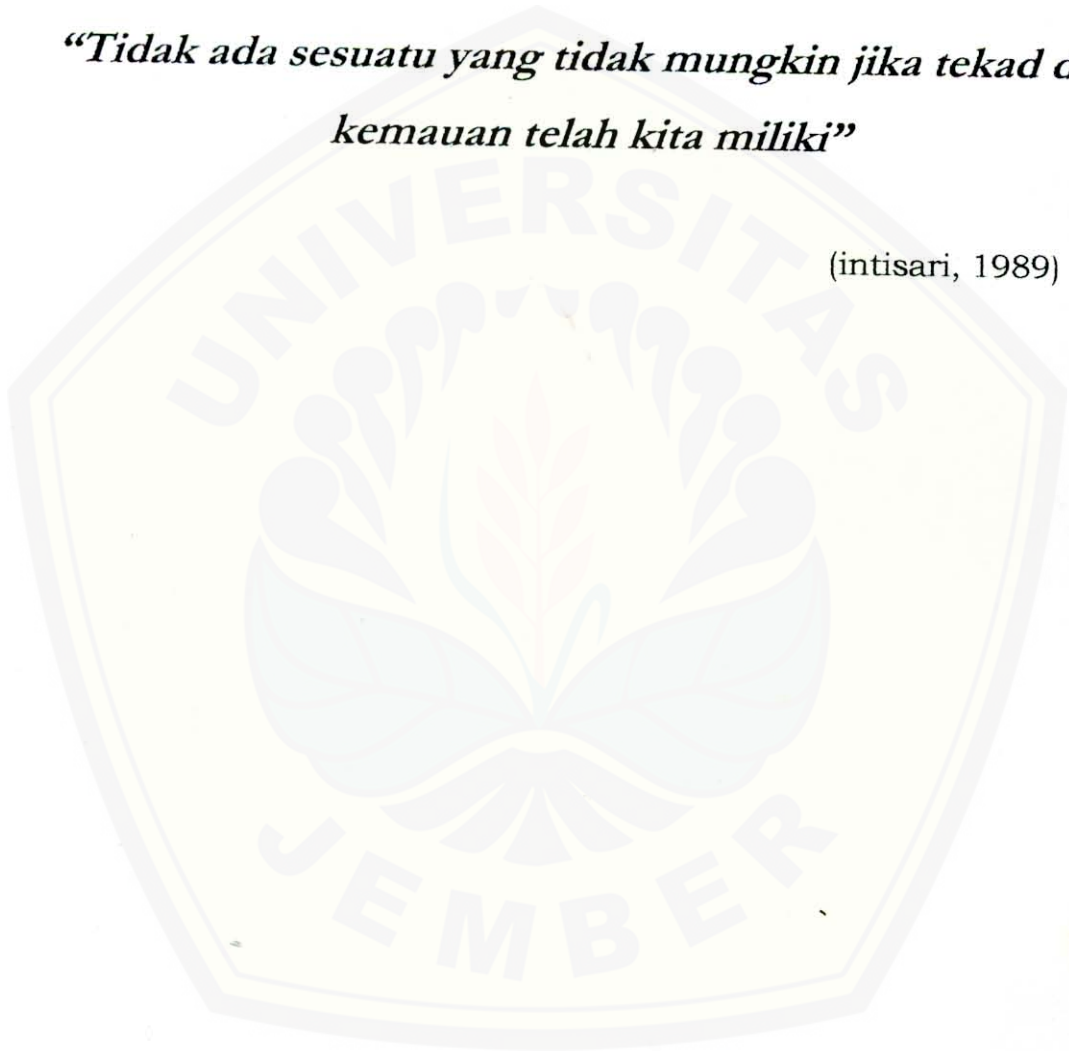 “Tidak ada sesuatu yang tidak mungkin jika tekad
kemauan telah kita miliki”
(intisari, 1989)
UNIVERSITAS
JEMBER